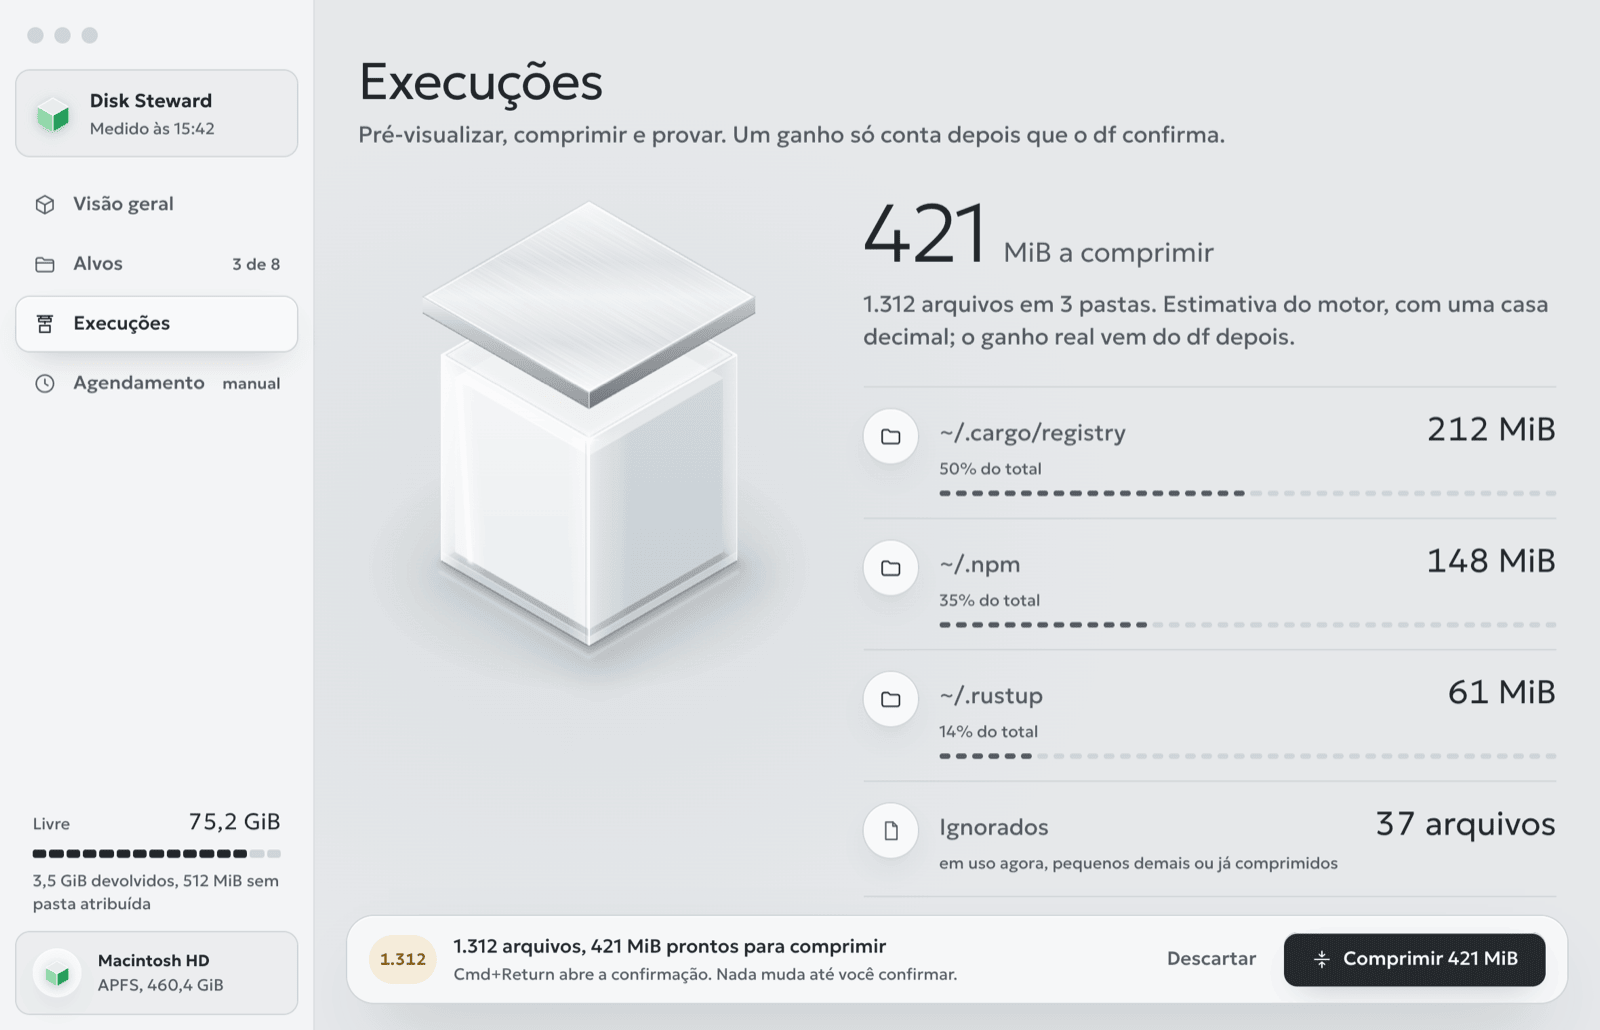 Disk Steward
Medido às 15:42
Visão geral
Alvos 3 de 8
Execuções
Agendamento manual
Livre 75,2 GiB
3,5 GiB devolvidos, 512 MiB sem
pasta atribuída
Macintosh HD
APFS, 460,4 GiB
Execuções
Pré-visualizar, comprimir e provar. Um ganho só conta depois que o df confirma.
421 MiB a comprimir
1.312 arquivos em 3 pastas. Estimativa do motor, com uma casa
decimal; o ganho real vem do df depois.
~/.cargo/registry 212 MiB
50% do total
~/.npm 148 MiB
35% do total
~/.rustup 61 MiB
14% do total
Ignorados 37 arquivos
em uso agora, pequenos demais ou já comprimidos
1.312
1.312 arquivos, 421 MiB prontos para comprimir
Cmd+Return abre a confirmação. Nada muda até você confirmar.
Descartar
Comprimir 421 MiB